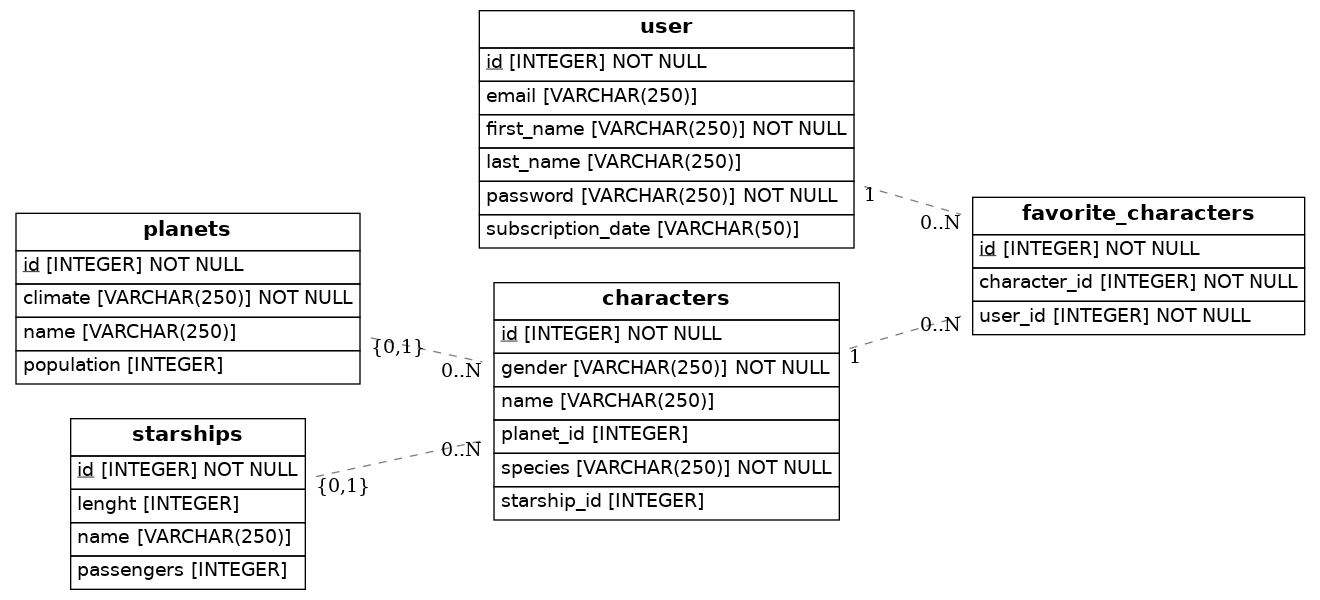 user
id [INTEGER] NOT NULL
email [VARCHAR(250)]
first_name [VARCHAR(250)] NOT NULL
last_name [VARCHAR(250)]
password [VARCHAR(250)] NOT NULL
subscription_date [VARCHAR(50)]
1
0..N
favorite_characters
id [INTEGER] NOT NULL
character_id [INTEGER] NOT NULL
user_id [INTEGER] NOT NULL
planets
id [INTEGER] NOT NULL
climate [VARCHAR(250)] NOT NULL
name [VARCHAR(250)]
population [INTEGER]
{0,1}
0..N
characters
id [INTEGER] NOT NULL
gender [VARCHAR(250)] NOT NULL
name [VARCHAR(250)]
planet_id [INTEGER]
species [VARCHAR(250)] NOT NULL
starship_id [INTEGER]
1
0..N
starships
id [INTEGER] NOT NULL
lenght [INTEGER]
name [VARCHAR(250)]
passengers [INTEGER]
{0,1}
0..N